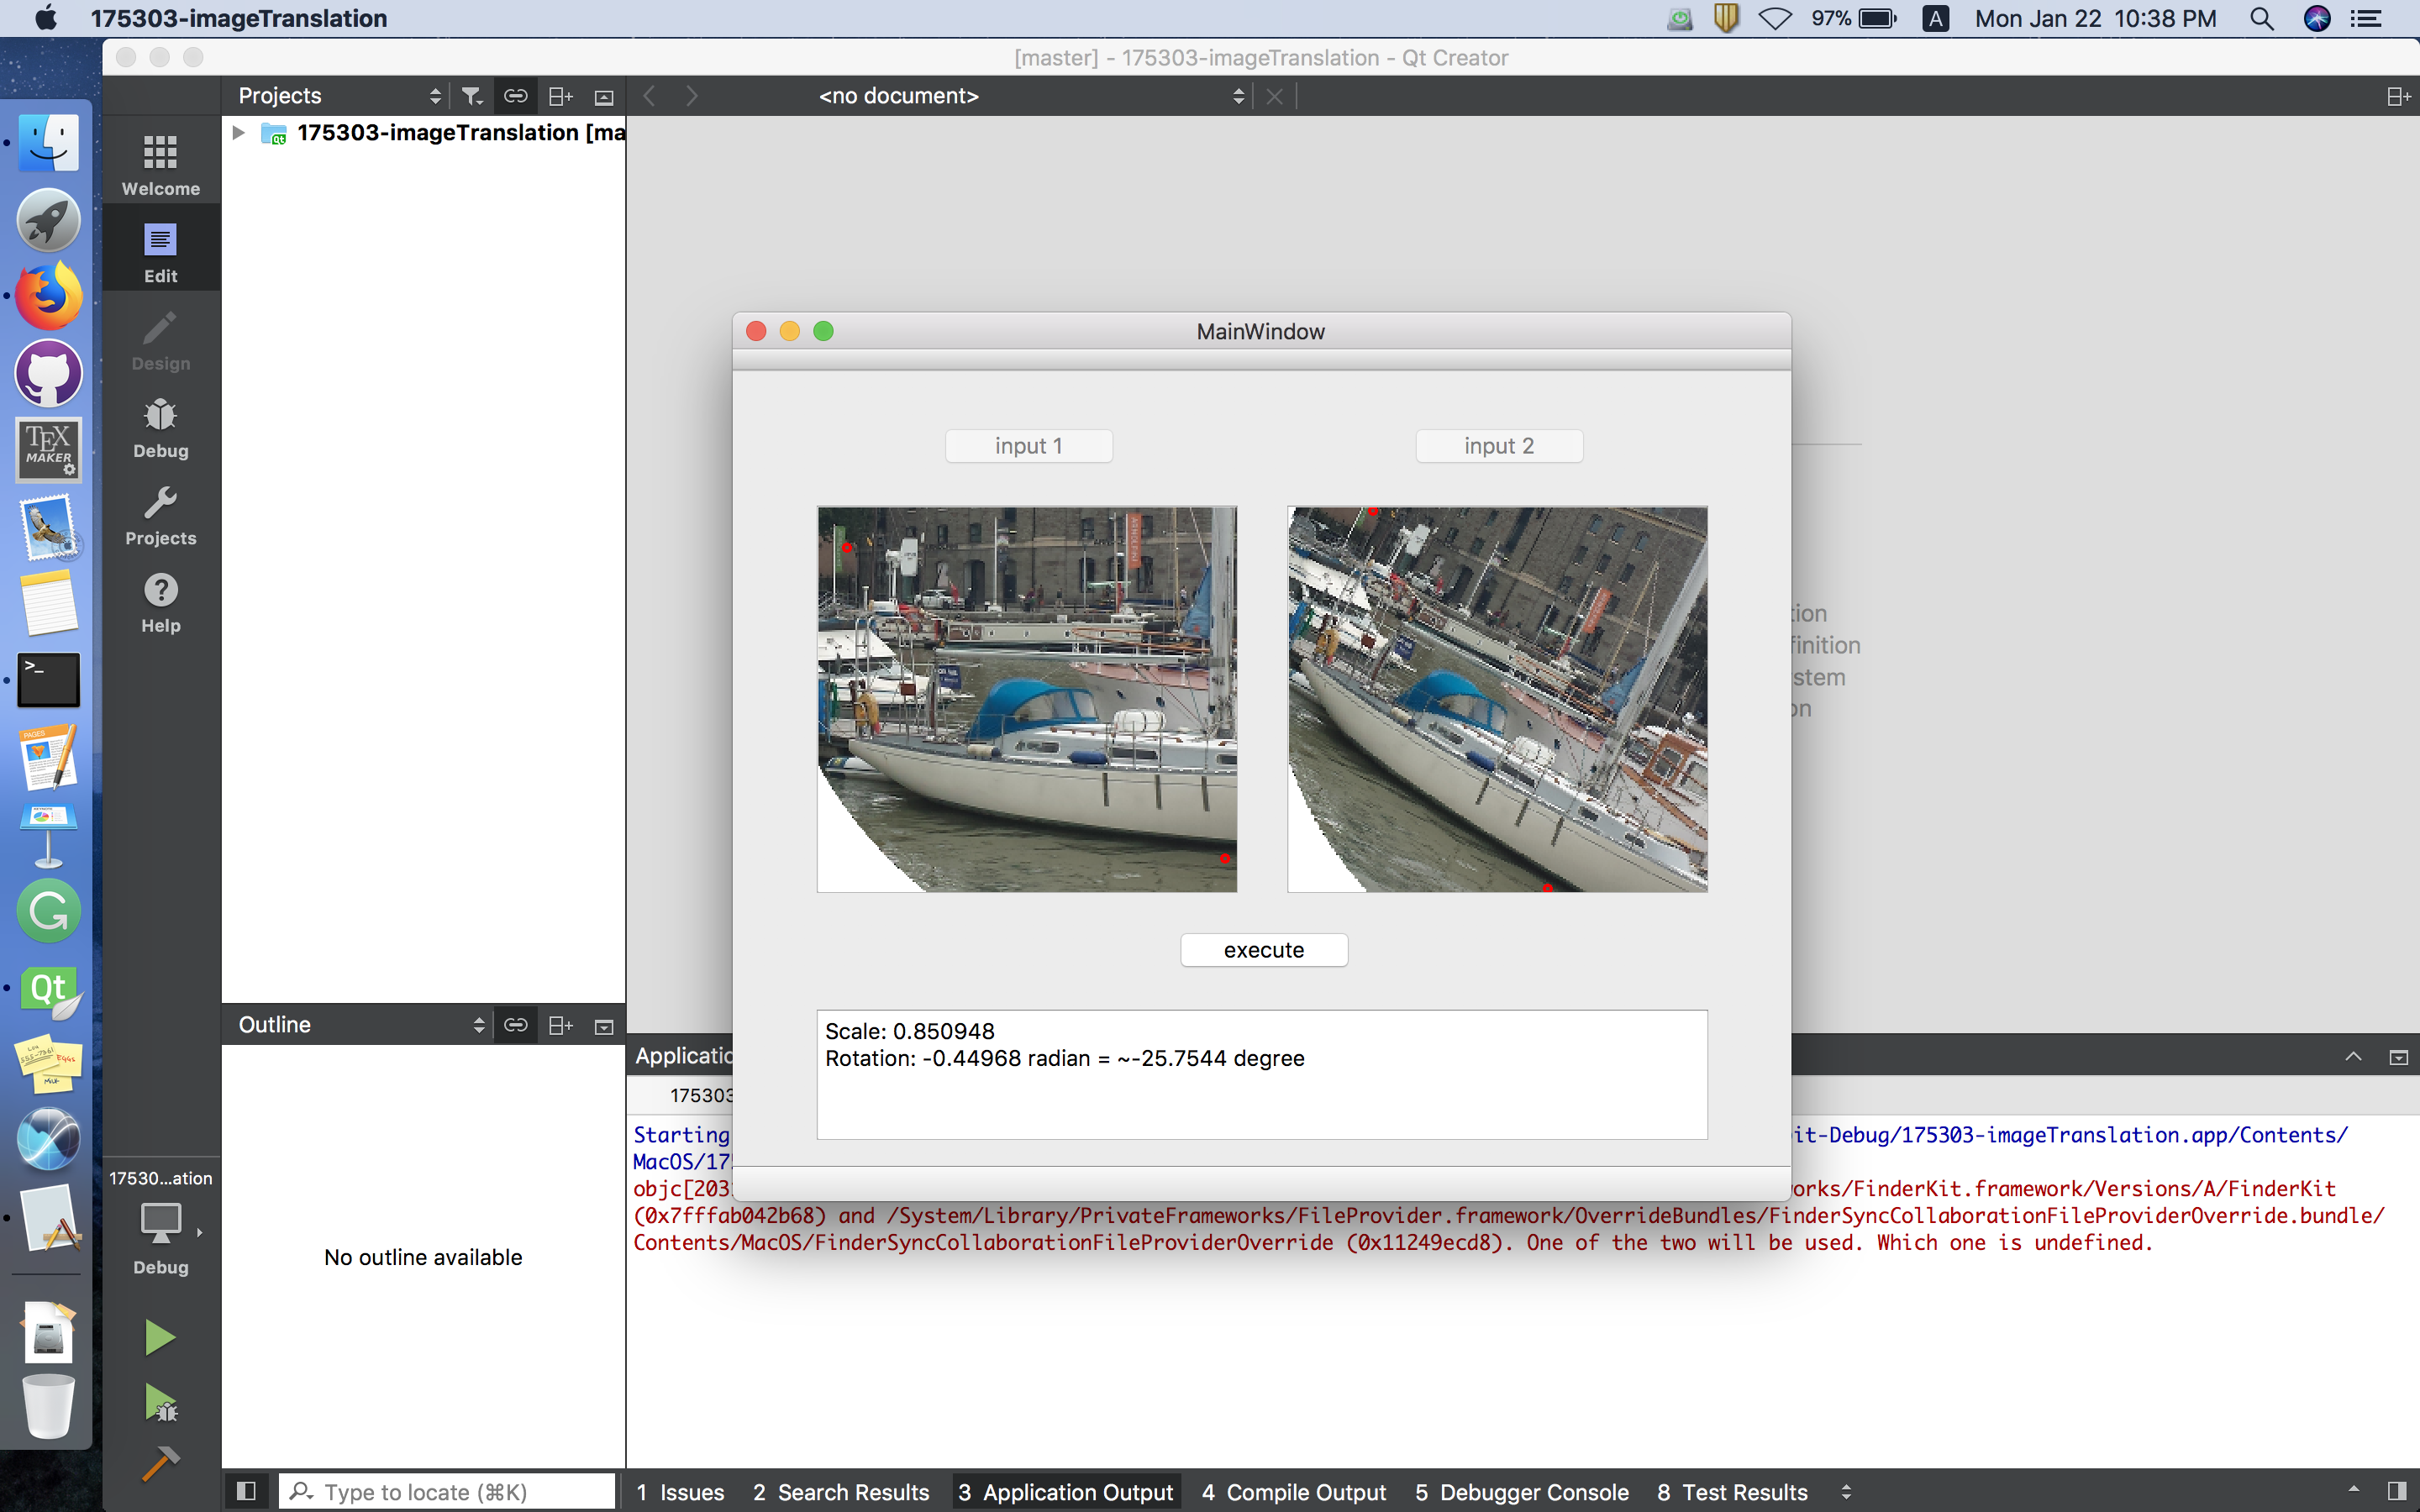 175303-imageTranslation
97%
A
Mon Jan 22 10:38 PM
[master] - 175303-imageTranslation - Qt Creator
Projects
<no document>
175303-imageTranslation [ma
Welcome
Edit
Design
Debug
Projects
Help
TEX
MAKER
PAGES
Qt
MainWindow
input 1
input 2
tion
finition
stem
on
execute
Scale: 0.850948
Rotation: -0.44968 radian = ~-25.7544 degree
Outline
No outline available
Applicatio
175303
Starting
it-Debug/175303-imageTranslation.app/Contents/
MacOS/17
objc[203
orks/FinderKit.framework/Versions/A/FinderKit
(0x7fffab042b68) and /System/Library/PrivateFrameworks/FileProvider.framework/OverrideBundles/FinderSyncCollaborationFileProviderOverride.bundle/
Contents/MacOS/FinderSyncCollaborationFileProviderOverride (0x11249ecd8). One of the two will be used. Which one is undefined.
17530...ation
Debug
Type to locate (⌘K)
1 Issues
2 Search Results
3 Application Output
4 Compile Output
5 Debugger Console
8 Test Results